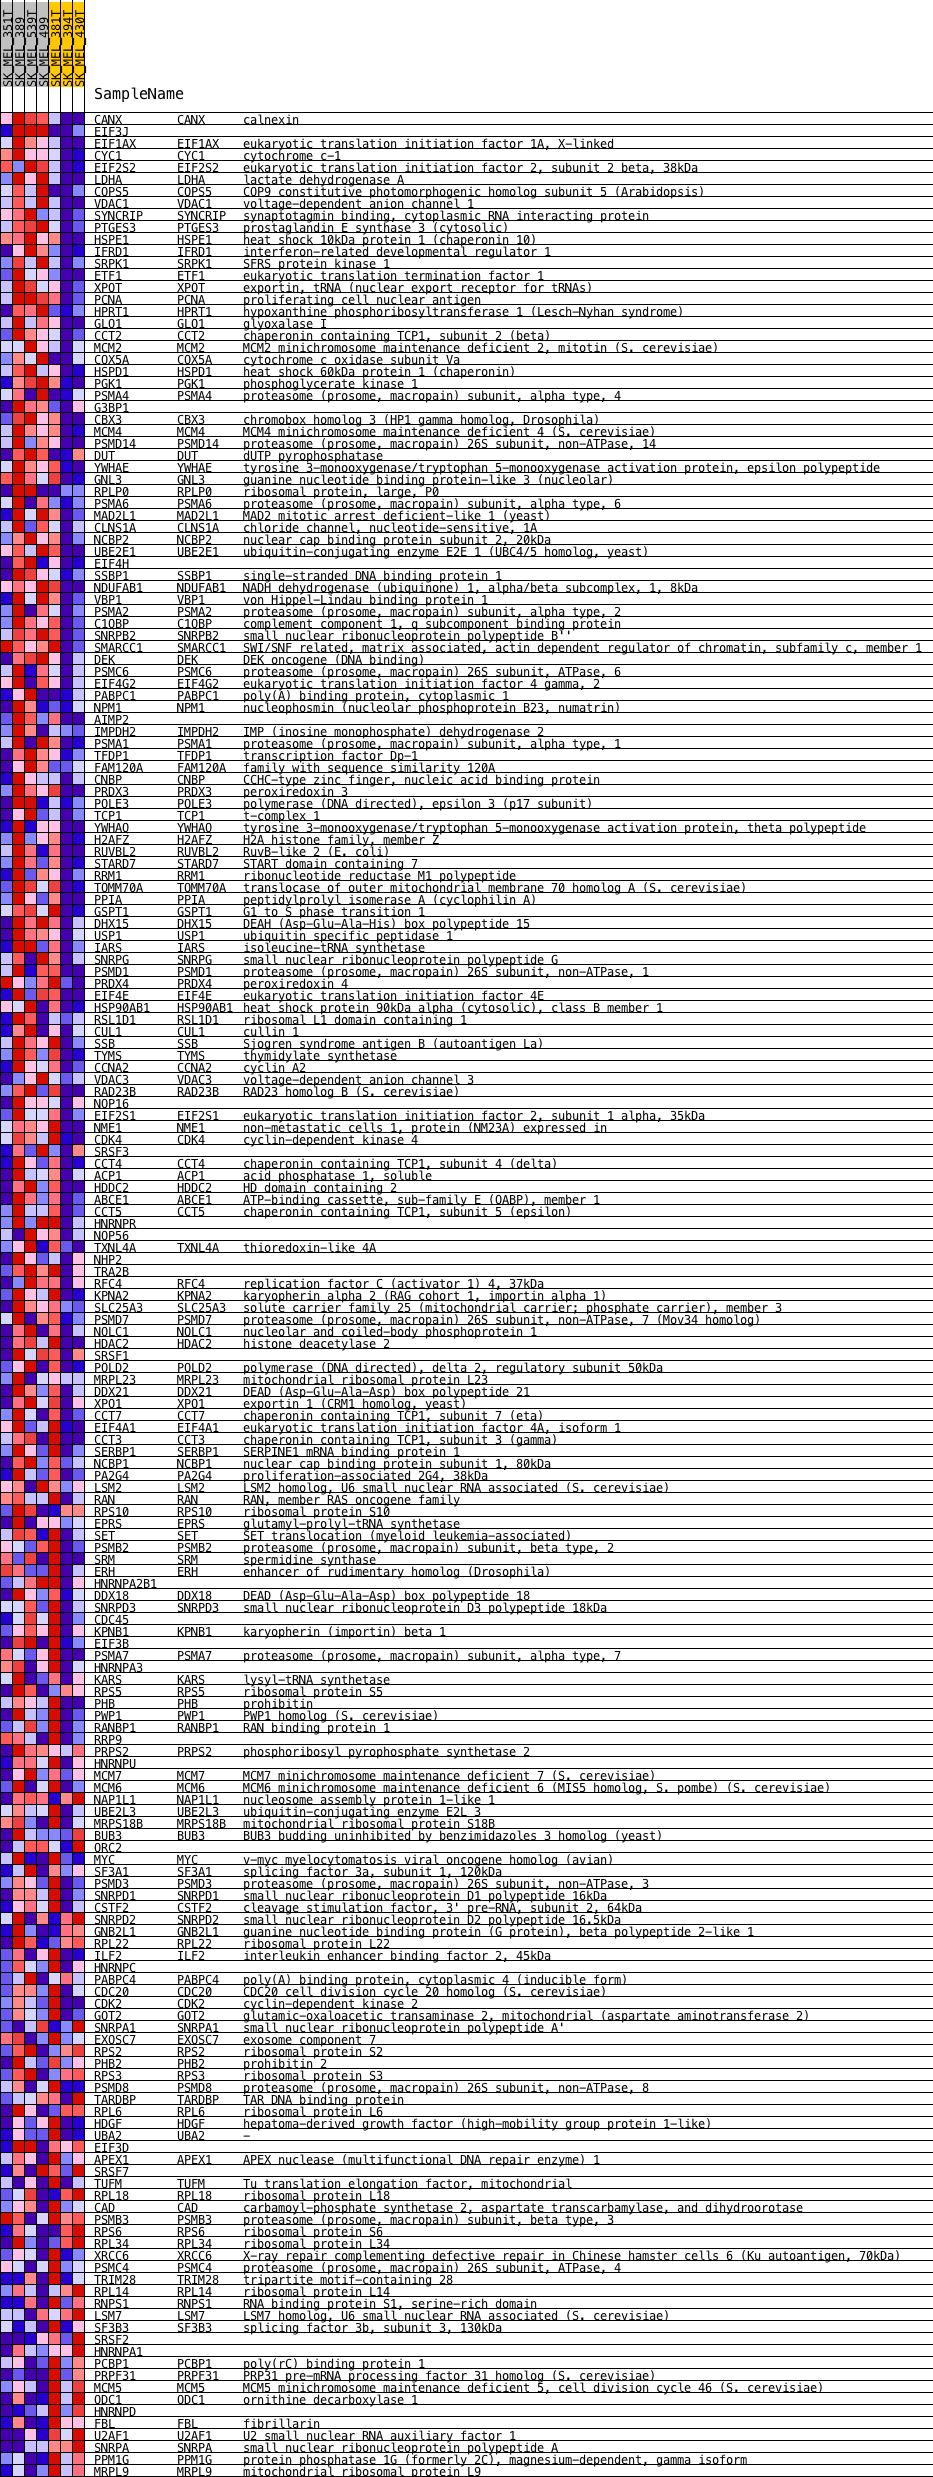 SK_MEL_351T
SK_MEL_389
SK_MEL_539T
SK_MEL_499
SK_MEL_381T
SK_MEL_394T
SK_MEL_430T
SampleName
CANX CANX calnexin
EIF3J
EIF1AX EIF1AX eukaryotic translation initiation factor 1A, X-linked
CYC1 CYC1 cytochrome c-1
EIF2S2 EIF2S2 eukaryotic translation initiation factor 2, subunit 2 beta, 38kDa
LDHA LDHA lactate dehydrogenase A
COPS5 COPS5 COP9 constitutive photomorphogenic homolog subunit 5 (Arabidopsis)
VDAC1 VDAC1 voltage-dependent anion channel 1
SYNCRIP SYNCRIP synaptotagmin binding, cytoplasmic RNA interacting protein
PTGES3 PTGES3 prostaglandin E synthase 3 (cytosolic)
HSPE1 HSPE1 heat shock 10kDa protein 1 (chaperonin 10)
IFRD1 IFRD1 interferon-related developmental regulator 1
SRPK1 SRPK1 SFRS protein kinase 1
ETF1 ETF1 eukaryotic translation termination factor 1
XPOT XPOT exportin, tRNA (nuclear export receptor for tRNAs)
PCNA PCNA proliferating cell nuclear antigen
HPRT1 HPRT1 hypoxanthine phosphoribosyltransferase 1 (Lesch-Nyhan syndrome)
GLO1 GLO1 glyoxalase I
CCT2 CCT2 chaperonin containing TCP1, subunit 2 (beta)
MCM2 MCM2 MCM2 minichromosome maintenance deficient 2, mitotin (S. cerevisiae)
COX5A COX5A cytochrome c oxidase subunit Va
HSPD1 HSPD1 heat shock 60kDa protein 1 (chaperonin)
PGK1 PGK1 phosphoglycerate kinase 1
PSMA4 PSMA4 proteasome (prosome, macropain) subunit, alpha type, 4
G3BP1
CBX3 CBX3 chromobox homolog 3 (HP1 gamma homolog, Drosophila)
MCM4 MCM4 MCM4 minichromosome maintenance deficient 4 (S. cerevisiae)
PSMD14 PSMD14 proteasome (prosome, macropain) 26S subunit, non-ATPase, 14
DUT DUT dUTP pyrophosphatase
YWHAE YWHAE tyrosine 3-monooxygenase/tryptophan 5-monooxygenase activation protein, epsilon polypeptide
GNL3 GNL3 guanine nucleotide binding protein-like 3 (nucleolar)
RPLP0 RPLP0 ribosomal protein, large, P0
PSMA6 PSMA6 proteasome (prosome, macropain) subunit, alpha type, 6
MAD2L1 MAD2L1 MAD2 mitotic arrest deficient-like 1 (yeast)
CLNS1A CLNS1A chloride channel, nucleotide-sensitive, 1A
NCBP2 NCBP2 nuclear cap binding protein subunit 2, 20kDa
UBE2E1 UBE2E1 ubiquitin-conjugating enzyme E2E 1 (UBC4/5 homolog, yeast)
EIF4H
SSBP1 SSBP1 single-stranded DNA binding protein 1
NDUFAB1 NDUFAB1 NADH dehydrogenase (ubiquinone) 1, alpha/beta subcomplex, 1, 8kDa
VBP1 VBP1 von Hippel-Lindau binding protein 1
PSMA2 PSMA2 proteasome (prosome, macropain) subunit, alpha type, 2
C1QBP C1QBP complement component 1, q subcomponent binding protein
SNRPB2 SNRPB2 small nuclear ribonucleoprotein polypeptide B''
SMARCC1 SMARCC1 SWI/SNF related, matrix associated, actin dependent regulator of chromatin, subfamily c, member 1
DEK DEK DEK oncogene (DNA binding)
PSMC6 PSMC6 proteasome (prosome, macropain) 26S subunit, ATPase, 6
EIF4G2 EIF4G2 eukaryotic translation initiation factor 4 gamma, 2
PABPC1 PABPC1 poly(A) binding protein, cytoplasmic 1
NPM1 NPM1 nucleophosmin (nucleolar phosphoprotein B23, numatrin)
AIMP2
IMPDH2 IMPDH2 IMP (inosine monophosphate) dehydrogenase 2
PSMA1 PSMA1 proteasome (prosome, macropain) subunit, alpha type, 1
TFDP1 TFDP1 transcription factor Dp-1
FAM120A FAM120A family with sequence similarity 120A
CNBP CNBP CCHC-type zinc finger, nucleic acid binding protein
PRDX3 PRDX3 peroxiredoxin 3
POLE3 POLE3 polymerase (DNA directed), epsilon 3 (p17 subunit)
TCP1 TCP1 t-complex 1
YWHAQ YWHAQ tyrosine 3-monooxygenase/tryptophan 5-monooxygenase activation protein, theta polypeptide
H2AFZ H2AFZ H2A histone family, member Z
RUVBL2 RUVBL2 RuvB-like 2 (E. coli)
STARD7 STARD7 START domain containing 7
RRM1 RRM1 ribonucleotide reductase M1 polypeptide
TOMM70A TOMM70A translocase of outer mitochondrial membrane 70 homolog A (S. cerevisiae)
PPIA PPIA peptidylprolyl isomerase A (cyclophilin A)
GSPT1 GSPT1 G1 to S phase transition 1
DHX15 DHX15 DEAH (Asp-Glu-Ala-His) box polypeptide 15
USP1 USP1 ubiquitin specific peptidase 1
IARS IARS isoleucine-tRNA synthetase
SNRPG SNRPG small nuclear ribonucleoprotein polypeptide G
PSMD1 PSMD1 proteasome (prosome, macropain) 26S subunit, non-ATPase, 1
PRDX4 PRDX4 peroxiredoxin 4
EIF4E EIF4E eukaryotic translation initiation factor 4E
HSP90AB1 HSP90AB1 heat shock protein 90kDa alpha (cytosolic), class B member 1
RSL1D1 RSL1D1 ribosomal L1 domain containing 1
CUL1 CUL1 cullin 1
SSB SSB Sjogren syndrome antigen B (autoantigen La)
TYMS TYMS thymidylate synthetase
CCNA2 CCNA2 cyclin A2
VDAC3 VDAC3 voltage-dependent anion channel 3
RAD23B RAD23B RAD23 homolog B (S. cerevisiae)
NOP16
EIF2S1 EIF2S1 eukaryotic translation initiation factor 2, subunit 1 alpha, 35kDa
NME1 NME1 non-metastatic cells 1, protein (NM23A) expressed in
CDK4 CDK4 cyclin-dependent kinase 4
SRSF3
CCT4 CCT4 chaperonin containing TCP1, subunit 4 (delta)
ACP1 ACP1 acid phosphatase 1, soluble
HDDC2 HDDC2 HD domain containing 2
ABCE1 ABCE1 ATP-binding cassette, sub-family E (OABP), member 1
CCT5 CCT5 chaperonin containing TCP1, subunit 5 (epsilon)
HNRNPR
NOP56
TXNL4A TXNL4A thioredoxin-like 4A
NHP2
TRA2B
RFC4 RFC4 replication factor C (activator 1) 4, 37kDa
KPNA2 KPNA2 karyopherin alpha 2 (RAG cohort 1, importin alpha 1)
SLC25A3 SLC25A3 solute carrier family 25 (mitochondrial carrier; phosphate carrier), member 3
PSMD7 PSMD7 proteasome (prosome, macropain) 26S subunit, non-ATPase, 7 (Mov34 homolog)
NOLC1 NOLC1 nucleolar and coiled-body phosphoprotein 1
HDAC2 HDAC2 histone deacetylase 2
SRSF1
POLD2 POLD2 polymerase (DNA directed), delta 2, regulatory subunit 50kDa
MRPL23 MRPL23 mitochondrial ribosomal protein L23
DDX21 DDX21 DEAD (Asp-Glu-Ala-Asp) box polypeptide 21
XPO1 XPO1 exportin 1 (CRM1 homolog, yeast)
CCT7 CCT7 chaperonin containing TCP1, subunit 7 (eta)
EIF4A1 EIF4A1 eukaryotic translation initiation factor 4A, isoform 1
CCT3 CCT3 chaperonin containing TCP1, subunit 3 (gamma)
SERBP1 SERBP1 SERPINE1 mRNA binding protein 1
NCBP1 NCBP1 nuclear cap binding protein subunit 1, 80kDa
PA2G4 PA2G4 proliferation-associated 2G4, 38kDa
LSM2 LSM2 LSM2 homolog, U6 small nuclear RNA associated (S. cerevisiae)
RAN RAN RAN, member RAS oncogene family
RPS10 RPS10 ribosomal protein S10
EPRS EPRS glutamyl-prolyl-tRNA synthetase
SET SET SET translocation (myeloid leukemia-associated)
PSMB2 PSMB2 proteasome (prosome, macropain) subunit, beta type, 2
SRM SRM spermidine synthase
ERH ERH enhancer of rudimentary homolog (Drosophila)
HNRNPA2B1
DDX18 DDX18 DEAD (Asp-Glu-Ala-Asp) box polypeptide 18
SNRPD3 SNRPD3 small nuclear ribonucleoprotein D3 polypeptide 18kDa
CDC45
KPNB1 KPNB1 karyopherin (importin) beta 1
EIF3B
PSMA7 PSMA7 proteasome (prosome, macropain) subunit, alpha type, 7
HNRNPA3
KARS KARS lysyl-tRNA synthetase
RPS5 RPS5 ribosomal protein S5
PHB PHB prohibitin
PWP1 PWP1 PWP1 homolog (S. cerevisiae)
RANBP1 RANBP1 RAN binding protein 1
RRP9
PRPS2 PRPS2 phosphoribosyl pyrophosphate synthetase 2
HNRNPU
MCM7 MCM7 MCM7 minichromosome maintenance deficient 7 (S. cerevisiae)
MCM6 MCM6 MCM6 minichromosome maintenance deficient 6 (MIS5 homolog, S. pombe) (S. cerevisiae)
NAP1L1 NAP1L1 nucleosome assembly protein 1-like 1
UBE2L3 UBE2L3 ubiquitin-conjugating enzyme E2L 3
MRPS18B MRPS18B mitochondrial ribosomal protein S18B
BUB3 BUB3 BUB3 budding uninhibited by benzimidazoles 3 homolog (yeast)
ORC2
MYC MYC v-myc myelocytomatosis viral oncogene homolog (avian)
SF3A1 SF3A1 splicing factor 3a, subunit 1, 120kDa
PSMD3 PSMD3 proteasome (prosome, macropain) 26S subunit, non-ATPase, 3
SNRPD1 SNRPD1 small nuclear ribonucleoprotein D1 polypeptide 16kDa
CSTF2 CSTF2 cleavage stimulation factor, 3' pre-RNA, subunit 2, 64kDa
SNRPD2 SNRPD2 small nuclear ribonucleoprotein D2 polypeptide 16.5kDa
GNB2L1 GNB2L1 guanine nucleotide binding protein (G protein), beta polypeptide 2-like 1
RPL22 RPL22 ribosomal protein L22
ILF2 ILF2 interleukin enhancer binding factor 2, 45kDa
HNRNPC
PABPC4 PABPC4 poly(A) binding protein, cytoplasmic 4 (inducible form)
CDC20 CDC20 CDC20 cell division cycle 20 homolog (S. cerevisiae)
CDK2 CDK2 cyclin-dependent kinase 2
GOT2 GOT2 glutamic-oxaloacetic transaminase 2, mitochondrial (aspartate aminotransferase 2)
SNRPA1 SNRPA1 small nuclear ribonucleoprotein polypeptide A'
EXOSC7 EXOSC7 exosome component 7
RPS2 RPS2 ribosomal protein S2
PHB2 PHB2 prohibitin 2
RPS3 RPS3 ribosomal protein S3
PSMD8 PSMD8 proteasome (prosome, macropain) 26S subunit, non-ATPase, 8
TARDBP TARDBP TAR DNA binding protein
RPL6 RPL6 ribosomal protein L6
HDGF HDGF hepatoma-derived growth factor (high-mobility group protein 1-like)
UBA2 UBA2 -
EIF3D
APEX1 APEX1 APEX nuclease (multifunctional DNA repair enzyme) 1
SRSF7
TUFM TUFM Tu translation elongation factor, mitochondrial
RPL18 RPL18 ribosomal protein L18
CAD CAD carbamoyl-phosphate synthetase 2, aspartate transcarbamylase, and dihydroorotase
PSMB3 PSMB3 proteasome (prosome, macropain) subunit, beta type, 3
RPS6 RPS6 ribosomal protein S6
RPL34 RPL34 ribosomal protein L34
XRCC6 XRCC6 X-ray repair complementing defective repair in Chinese hamster cells 6 (Ku autoantigen, 70kDa)
PSMC4 PSMC4 proteasome (prosome, macropain) 26S subunit, ATPase, 4
TRIM28 TRIM28 tripartite motif-containing 28
RPL14 RPL14 ribosomal protein L14
RNPS1 RNPS1 RNA binding protein S1, serine-rich domain
LSM7 LSM7 LSM7 homolog, U6 small nuclear RNA associated (S. cerevisiae)
SF3B3 SF3B3 splicing factor 3b, subunit 3, 130kDa
SRSF2
HNRNPA1
PCBP1 PCBP1 poly(rC) binding protein 1
PRPF31 PRPF31 PRP31 pre-mRNA processing factor 31 homolog (S. cerevisiae)
MCM5 MCM5 MCM5 minichromosome maintenance deficient 5, cell division cycle 46 (S. cerevisiae)
ODC1 ODC1 ornithine decarboxylase 1
HNRNPD
FBL FBL fibrillarin
U2AF1 U2AF1 U2 small nuclear RNA auxiliary factor 1
SNRPA SNRPA small nuclear ribonucleoprotein polypeptide A
PPM1G PPM1G protein phosphatase 1G (formerly 2C), magnesium-dependent, gamma isoform
MRPL9 MRPL9 mitochondrial ribosomal protein L9